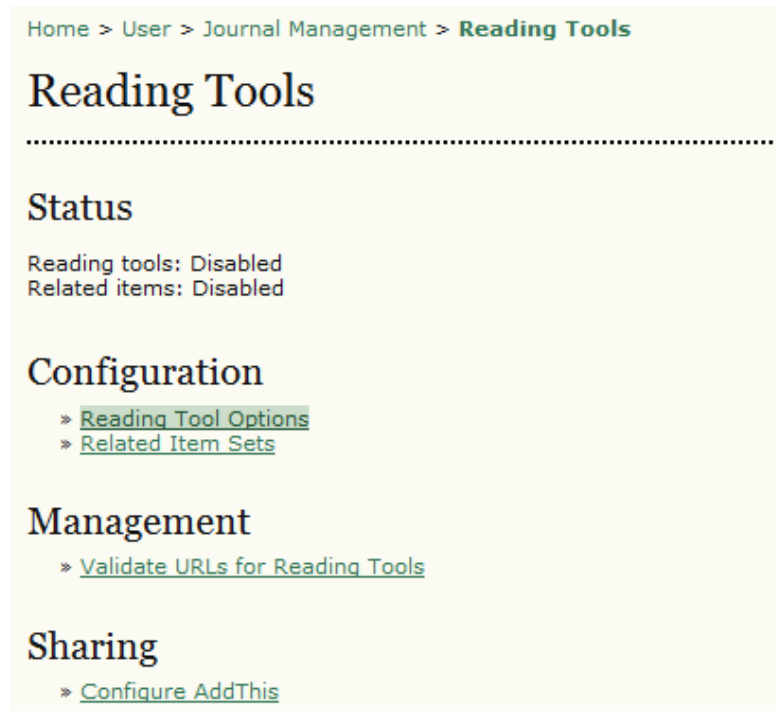 Home > User > Journal Management > Reading Tools
Reading Tools
Status
Reading tools: Disabled
Related items: Disabled
Configuration
» Reading Tool Options
» Related Item Sets
Management
» Validate URLs for Reading Tools
Sharing
» Configure AddThis